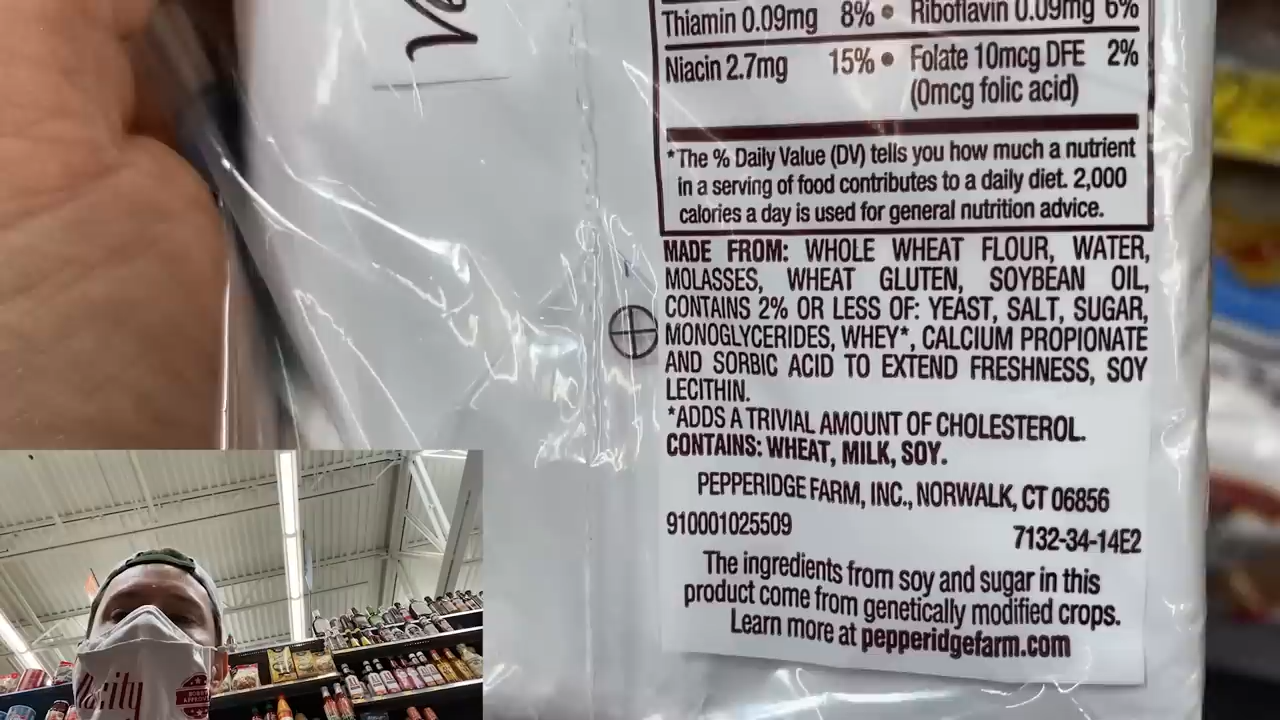 Thiamin 0.09mg 8% • Riboflavin 0.09mg 6%
Niacin 2.7mg 15% • Folate 10mcg DFE 2%
(0mcg folic acid)
*The % Daily Value (DV) tells you how much a nutrient
in a serving of food contributes to a daily diet. 2,000
calories a day is used for general nutrition advice.
MADE FROM: WHOLE WHEAT FLOUR, WATER,
MOLASSES, WHEAT GLUTEN, SOYBEAN OIL,
CONTAINS 2% OR LESS OF: YEAST, SALT, SUGAR,
MONOGLYCERIDES, WHEY*, CALCIUM PROPIONATE
AND SORBIC ACID TO EXTEND FRESHNESS, SOY
LECITHIN.
*ADDS A TRIVIAL AMOUNT OF CHOLESTEROL.
CONTAINS: WHEAT, MILK, SOY.
PEPPERIDGE FARM, INC., NORWALK, CT 06856
910001025509 7132-34-14E2
The ingredients from soy and sugar in this
product come from genetically modified crops.
Learn more at pepperidgefarm.com